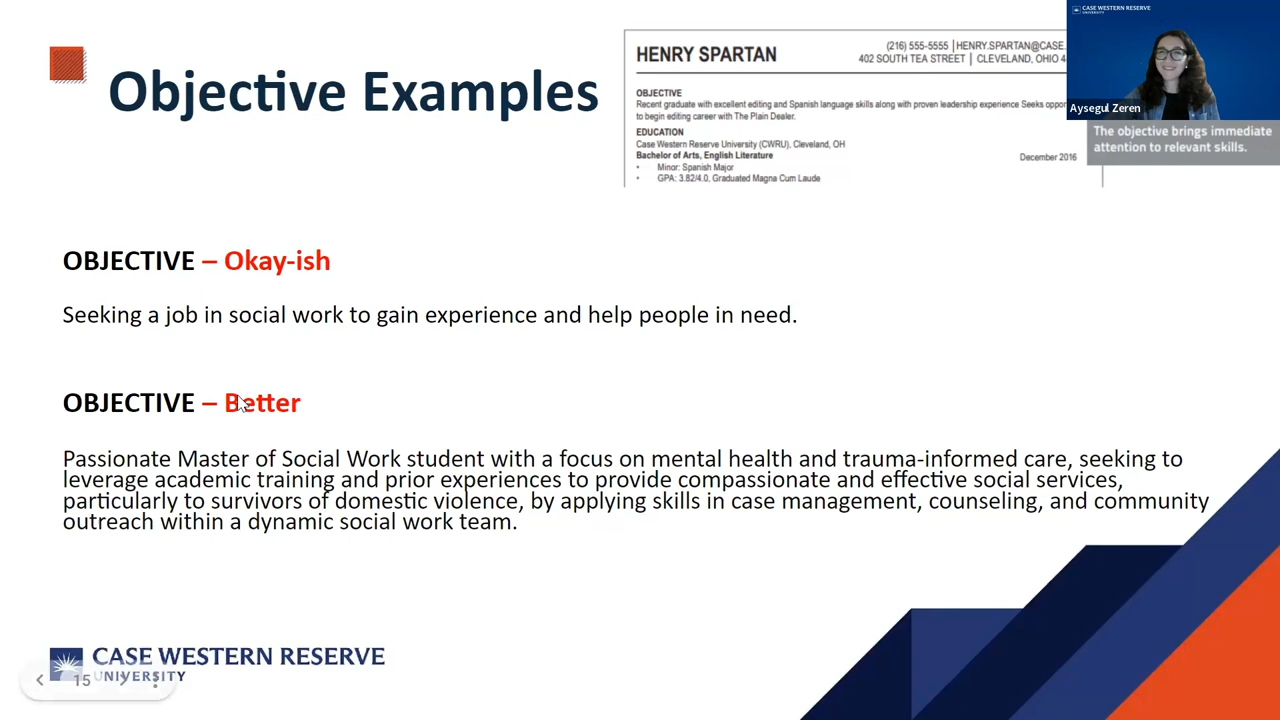 Objective Examples
HENRY SPARTAN
(216) 555-5555 | HENRY.SPARTAN@CASE.
402 SOUTH TEA STREET | CLEVELAND, OHIO 4
OBJECTIVE
Recent graduate with excellent editing and Spanish language skills along with proven leadership experience Seeks oppor
to begin editing career with The Plain Dealer.
EDUCATION
Case Western Reserve University (CWRU), Cleveland, OH
Bachelor of Arts, English Literature
December 2016
• Minor: Spanish Major
• GPA: 3.82/4.0, Graduated Magna Cum Laude
CASE WESTERN RESERVE
UNIVERSITY
Aysegul Zeren
The objective brings immediate
attention to relevant skills.
OBJECTIVE – Okay-ish
Seeking a job in social work to gain experience and help people in need.
OBJECTIVE – Better
Passionate Master of Social Work student with a focus on mental health and trauma-informed care, seeking to
leverage academic training and prior experiences to provide compassionate and effective social services,
particularly to survivors of domestic violence, by applying skills in case management, counseling, and community
outreach within a dynamic social work team.
CASE WESTERN RESERVE
UNIVERSITY
15